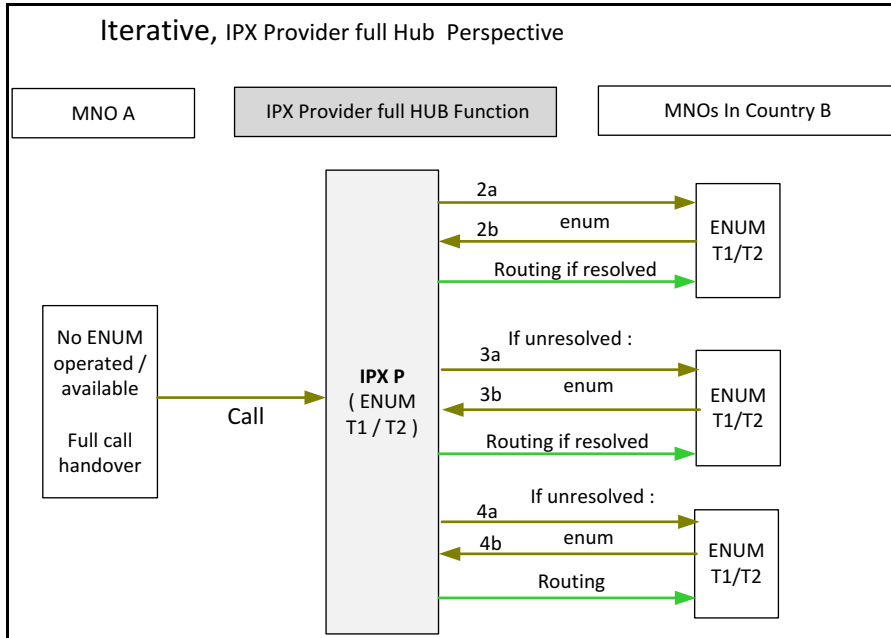 Iterative, IPX Provider full Hub Perspective
MNO A
IPX Provider full HUB Function
MNOs In Country B
No ENUM
operated /
available
Full call
handover
Call
IPX P
( ENUM
T1 / T2 )
2a
2b
enum
Routing if resolved
ENUM
T1/T2
If unresolved :
3a
enum
3b
Routing if resolved
ENUM
T1/T2
If unresolved :
4a
enum
4b
Routing
ENUM
T1/T2